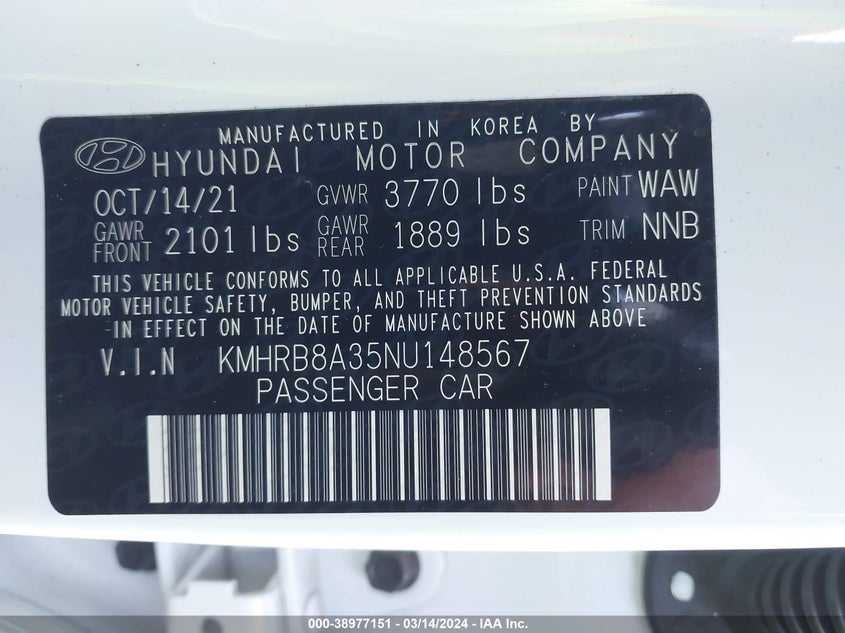 MANUFACTURED IN KOREA BY
HYUNDAI MOTOR COMPANY
OCT/14/21 GVWR 3770 lbs PAINT WAW
GAWR FRONT 2101 lbs GAWR REAR 1889 lbs TRIM NNB
THIS VEHICLE CONFORMS TO ALL APPLICABLE U.S.A. FEDERAL
MOTOR VEHICLE SAFETY, BUMPER, AND THEFT PREVENTION STANDARDS
IN EFFECT ON THE DATE OF MANUFACTURE SHOWN ABOVE
V.I.N KMHRB8A35NU148567
PASSENGER CAR
000-38977151 - 03/14/2024 - IAA Inc.